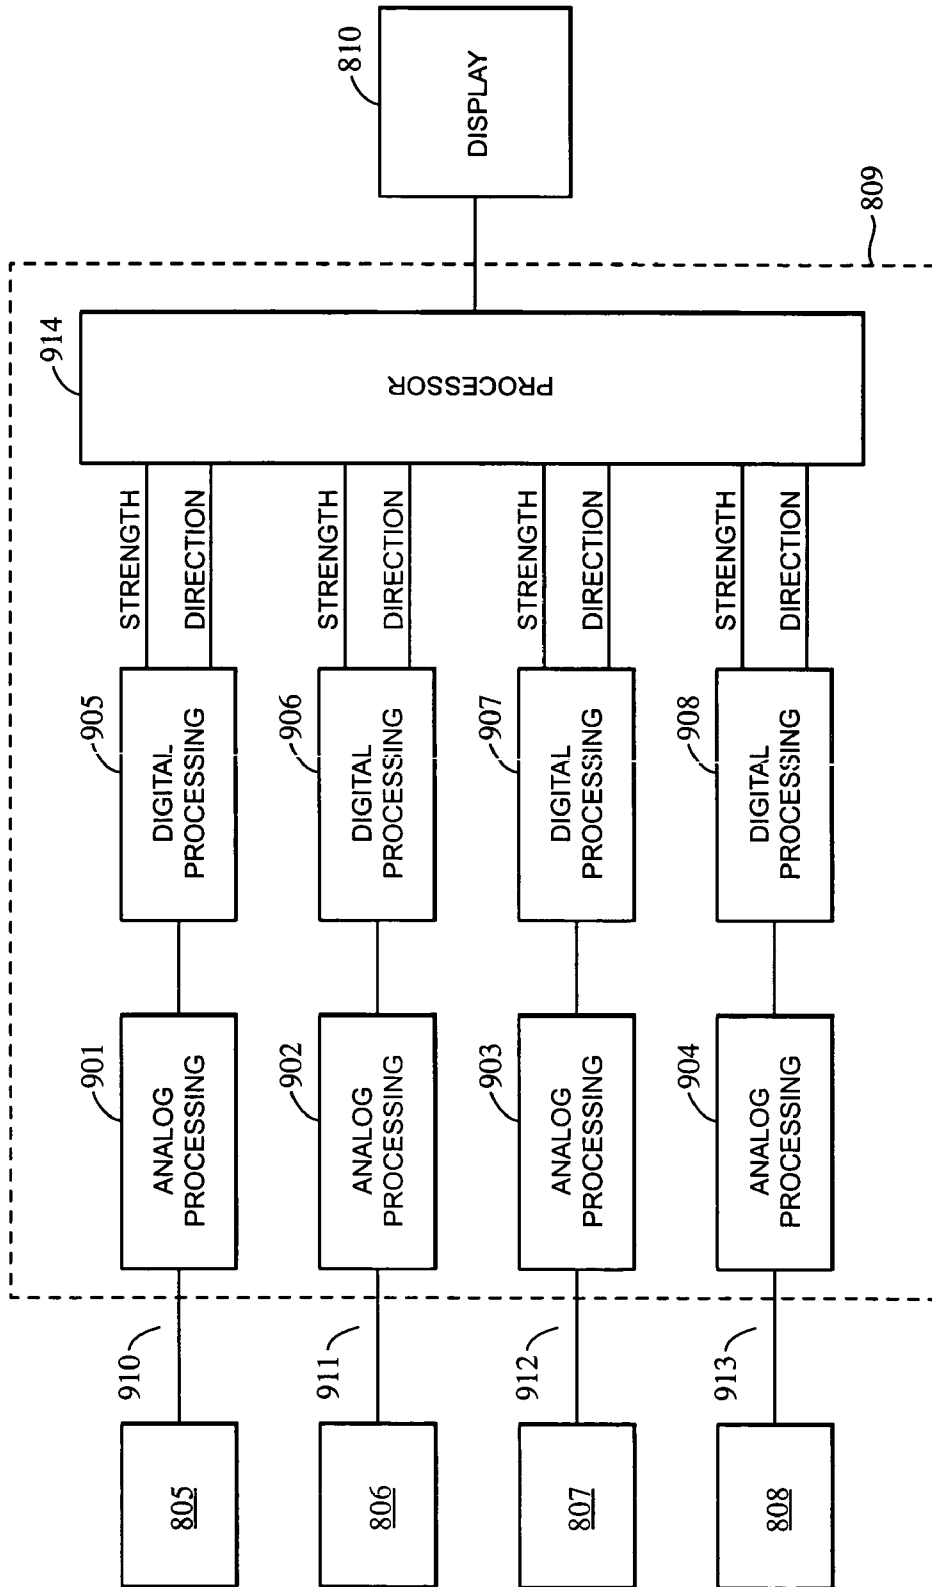 805
910
901
ANALOG
PROCESSING
905
DIGITAL
PROCESSING
STRENGTH
DIRECTION
806
911
902
ANALOG
PROCESSING
906
DIGITAL
PROCESSING
STRENGTH
DIRECTION
807
912
903
ANALOG
PROCESSING
907
DIGITAL
PROCESSING
STRENGTH
DIRECTION
808
913
904
ANALOG
PROCESSING
908
DIGITAL
PROCESSING
STRENGTH
DIRECTION
914
PROCESSOR
810
DISPLAY
809